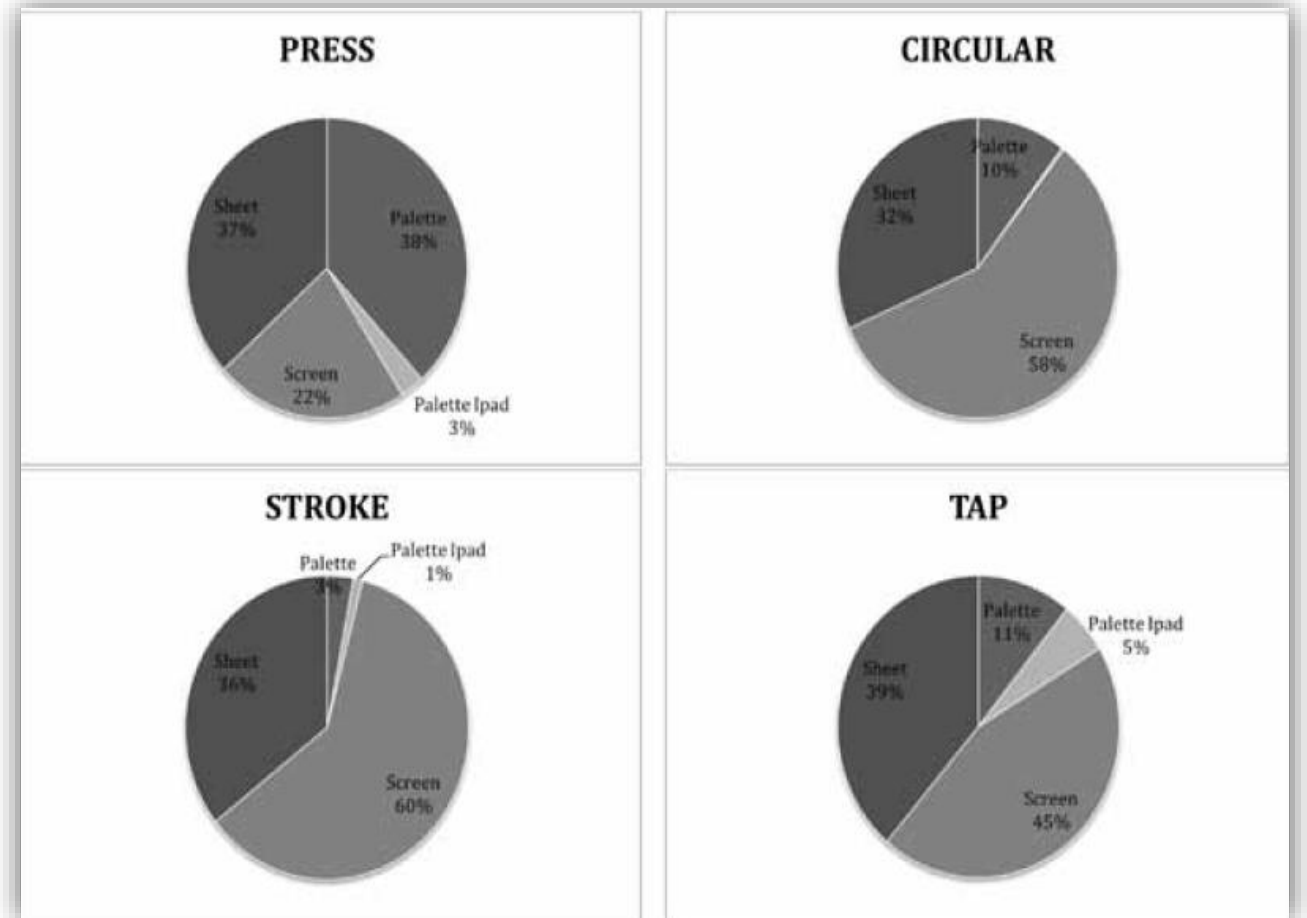 PRESS
Sheet
37%
Palette
38%
Screen
22%
Palette Ipad
3%
CIRCULAR
Palette
10%
Sheet
32%
Screen
58%
STROKE
Palette
3%
Palette Ipad
1%
Sheet
36%
Screen
60%
TAP
Palette
11%
Palette Ipad
5%
Sheet
39%
Screen
45%